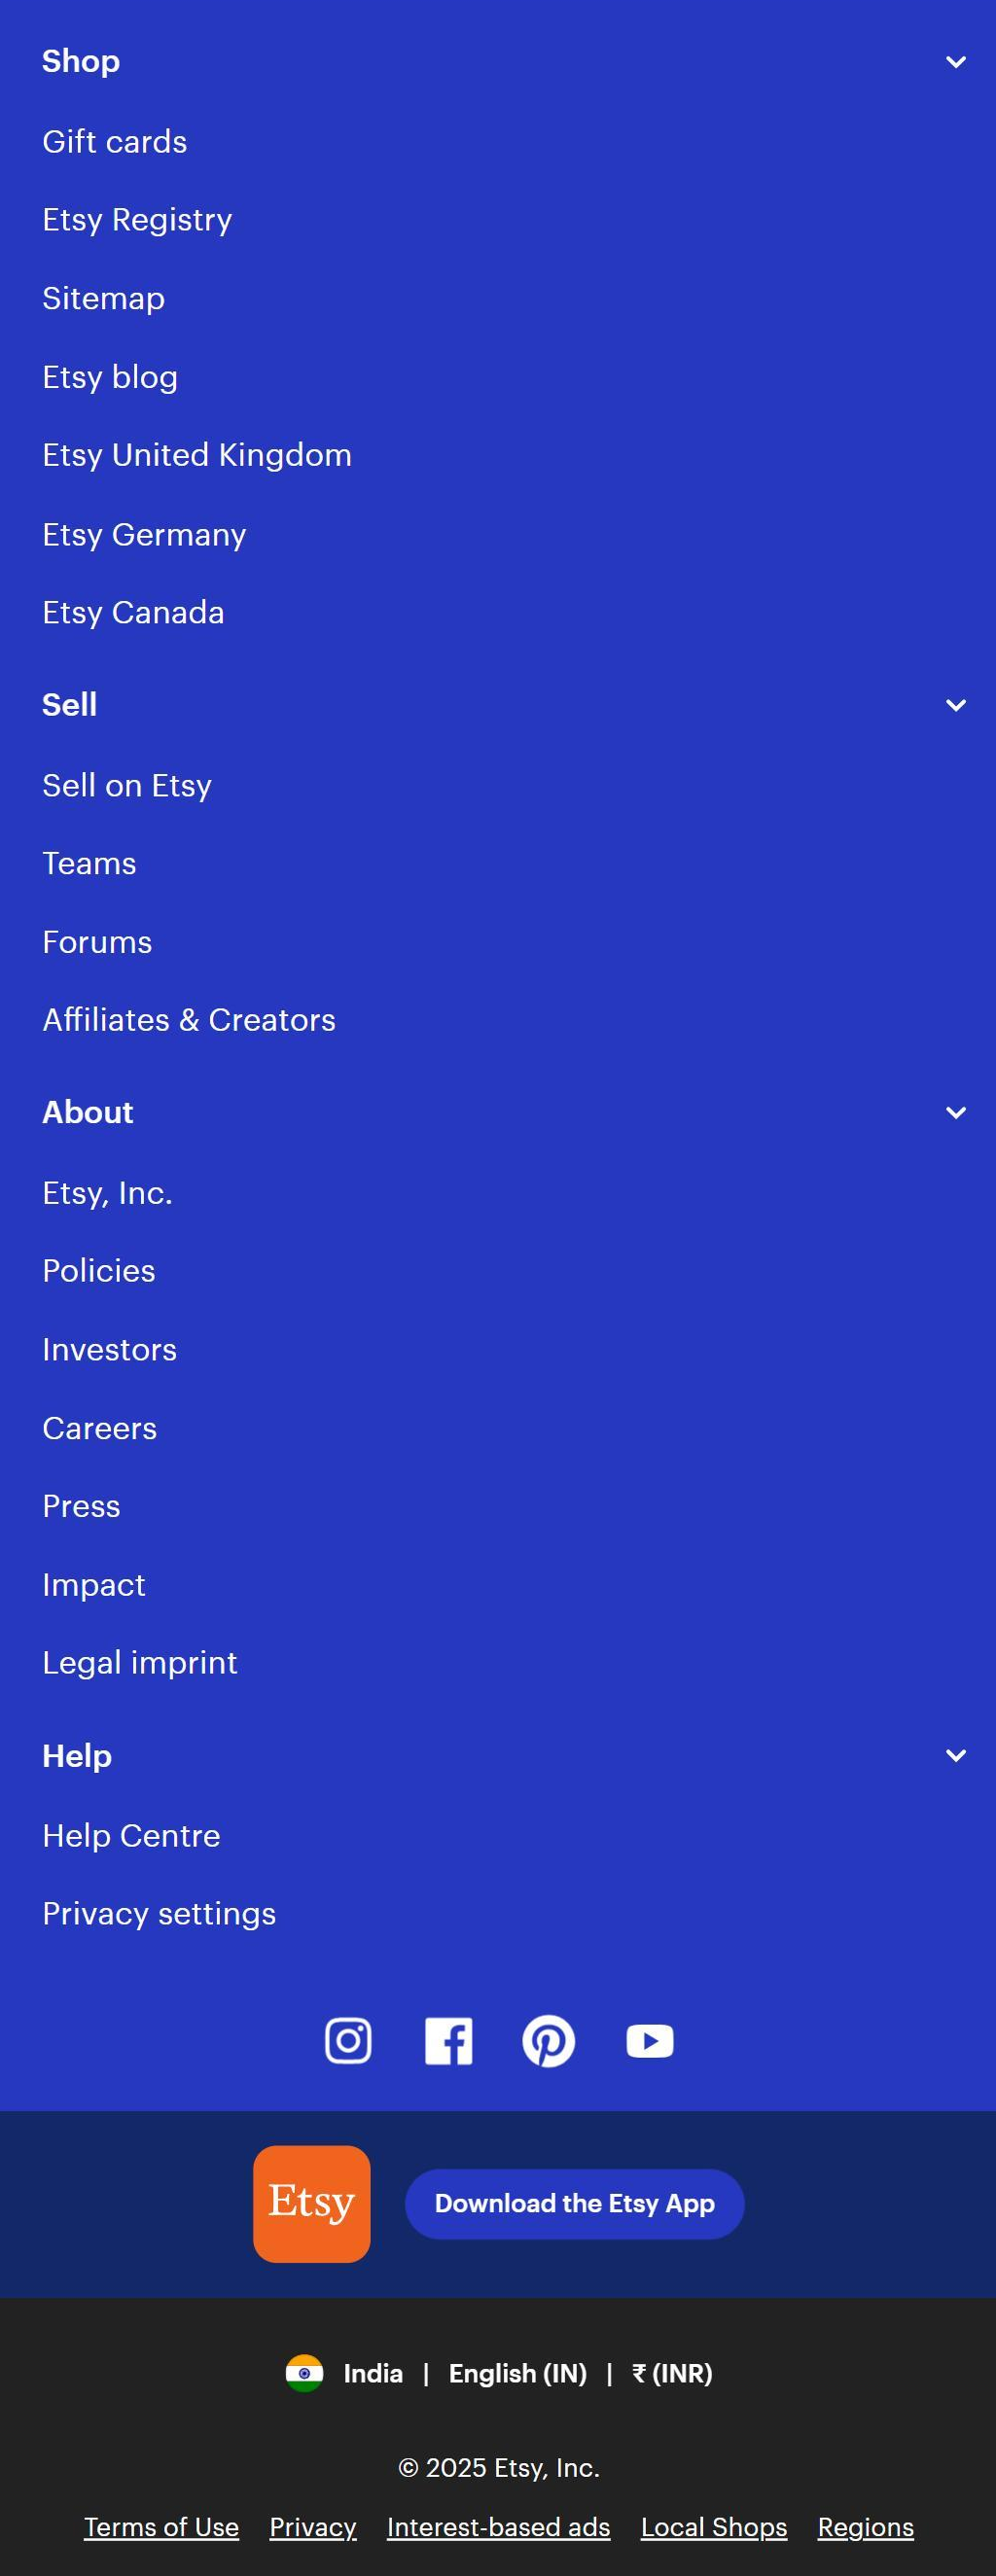 Shop
Gift cards
Etsy Registry
Sitemap
Etsy blog
Etsy United Kingdom
Etsy Germany
Etsy Canada
Sell
Sell on Etsy
Teams
Forums
Affiliates & Creators
About
Etsy, Inc.
Policies
Investors
Careers
Press
Impact
Legal imprint
Help
Help Centre
Privacy settings
Etsy Download the Etsy App
India | English (IN) | ₹ (INR)
© 2025 Etsy, Inc.
Terms of Use Privacy Interest-based ads Local Shops Regions